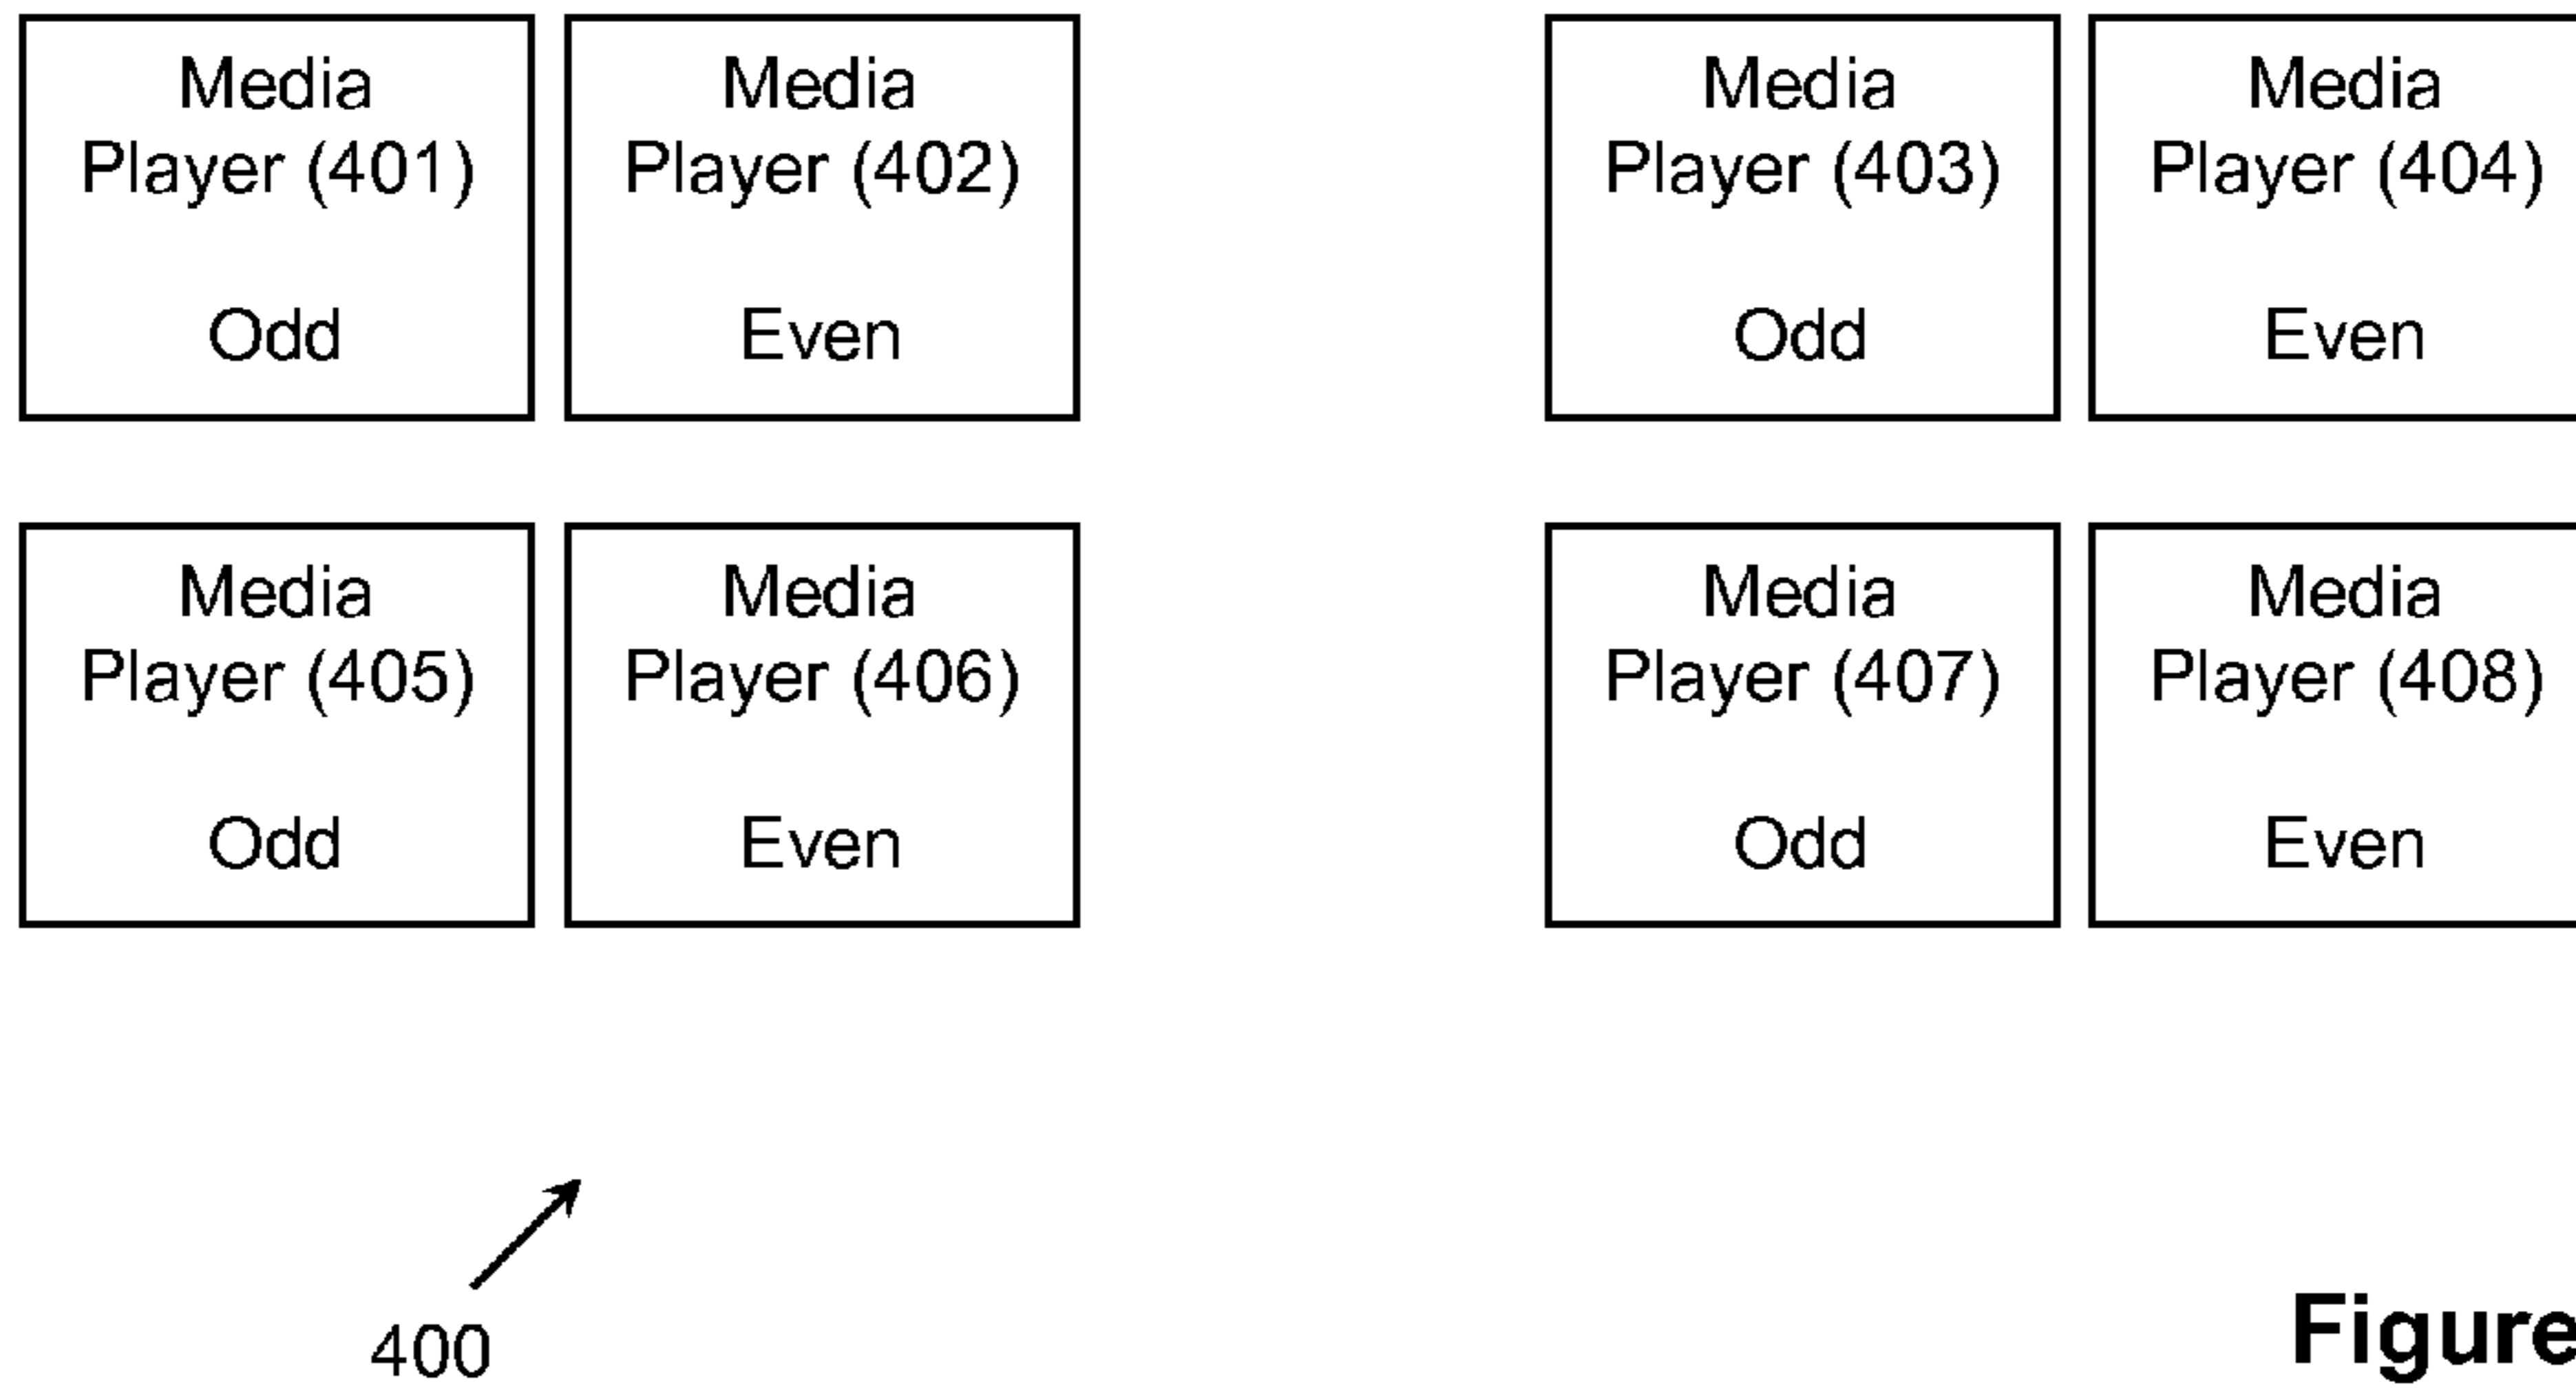 Media
Player (401)
Odd
Media
Player (402)
Even
Media
Player (403)
Odd
Media
Player (404)
Even
Media
Player (405)
Odd
Media
Player (406)
Even
Media
Player (407)
Odd
Media
Player (408)
Even
400
Figure